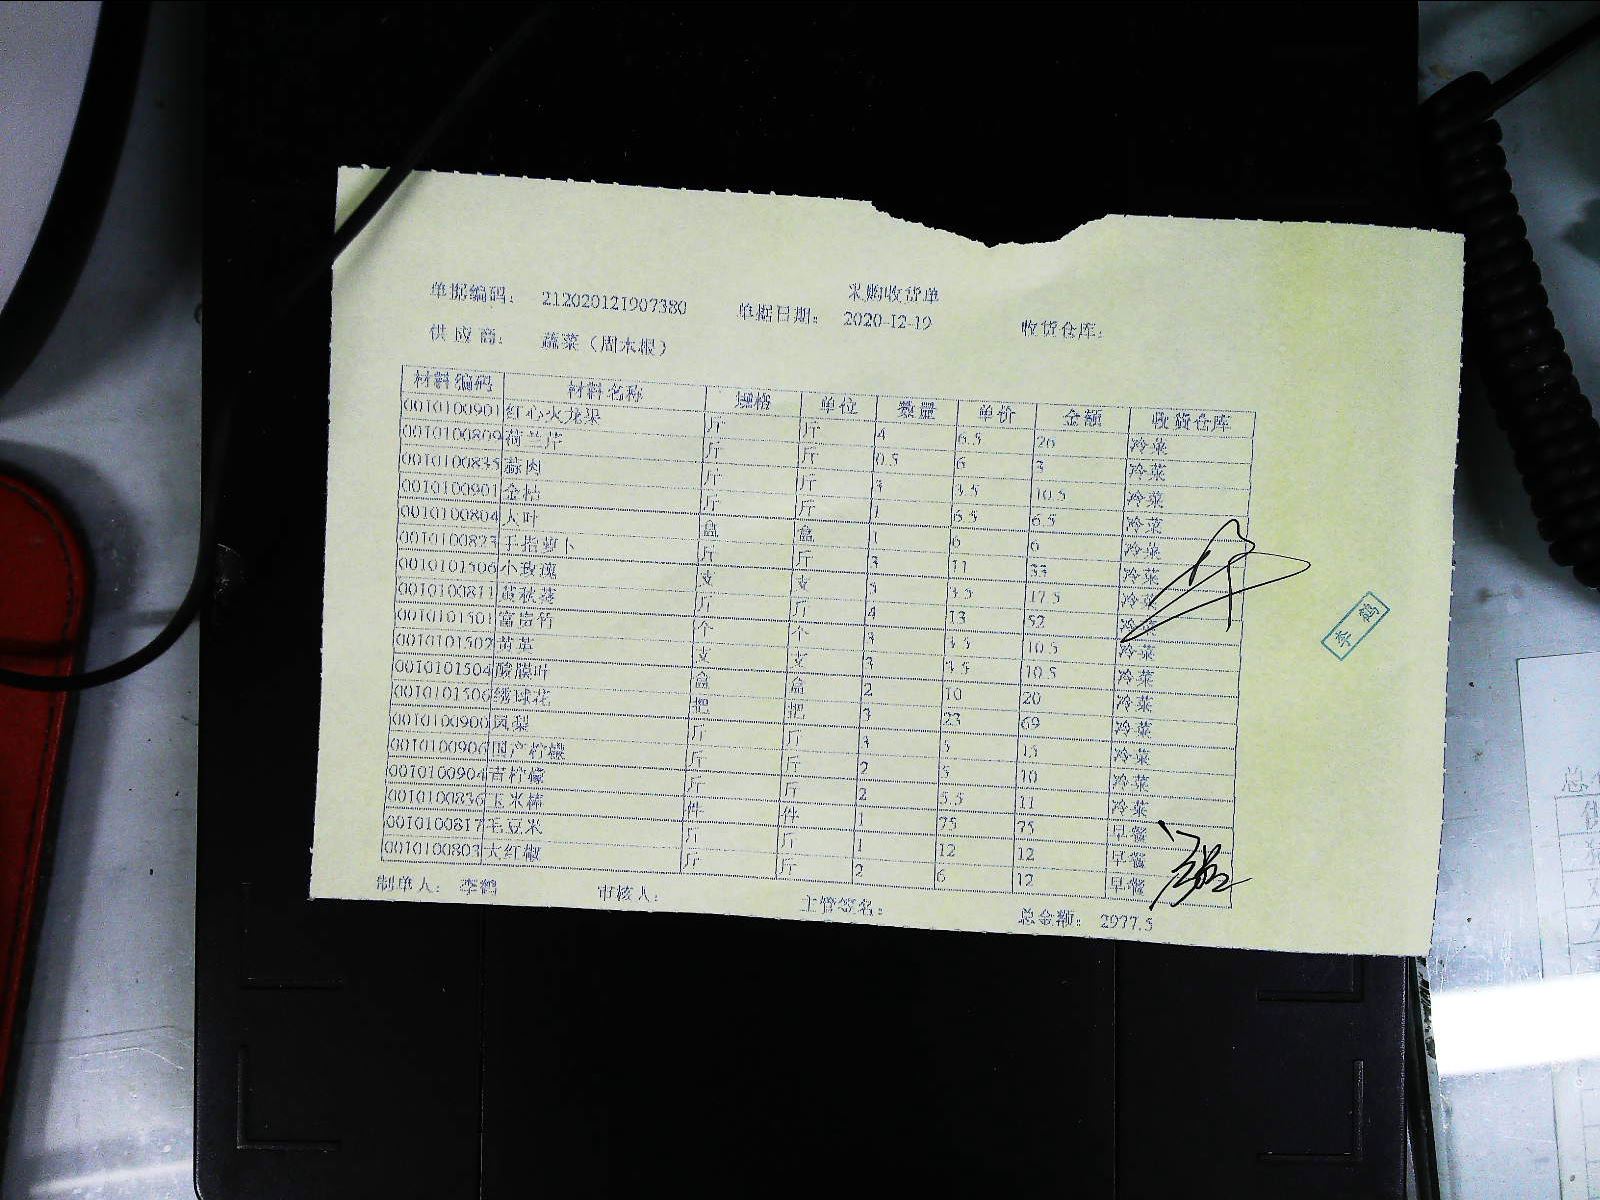 采购收货单
单据编码： 212020121907380 单据日期： 2020-12-19 收货仓库：
供应商： 蔬菜（周木根）
材料编码 材料名称 规格 单位 数量 单价 金额 收货仓库
0010100901 红心火龙果 斤 斤 4 6.5 26 冷菜
0010100809 荷兰芹 斤 斤 0.5 6 3 冷菜
0010100835 蒜肉 斤 斤 3 3.5 10.5 冷菜
0010100901 金桔 斤 斤 1 6.5 6.5 冷菜
0010100804 大叶 盒 盒 1 6 6 冷菜
0010100823 手指萝卜 斤 斤 3 11 33 冷菜
0010101506 小玫瑰 支 支 5 3.5 17.5 冷菜
0010100811 黄秋葵 斤 斤 4 13 52 冷菜
0010101501 富贵竹 个 个 3 3.5 10.5 冷菜
0010101502 黄英 支 支 3 3.5 10.5 冷菜
0010101504 酸膜叶 盒 盒 2 10 20 冷菜
0010101506 绣球花 把 把 3 23 69 冷菜
0010100900 凤梨 斤 斤 3 5 15 冷菜
0010100906 国产柠檬 斤 斤 2 5 10 冷菜
0010100904 青柠檬 斤 斤 2 5.5 11 冷菜
0010100836 玉米棒 件 件 1 75 75 早餐
0010100817 毛豆米 斤 斤 1 12 12 早餐
0010100803 大红椒 斤 斤 2 6 12 早餐
制单人： 李鹤 审核人： 主管签名： 总金额： 2977.5
李鹤